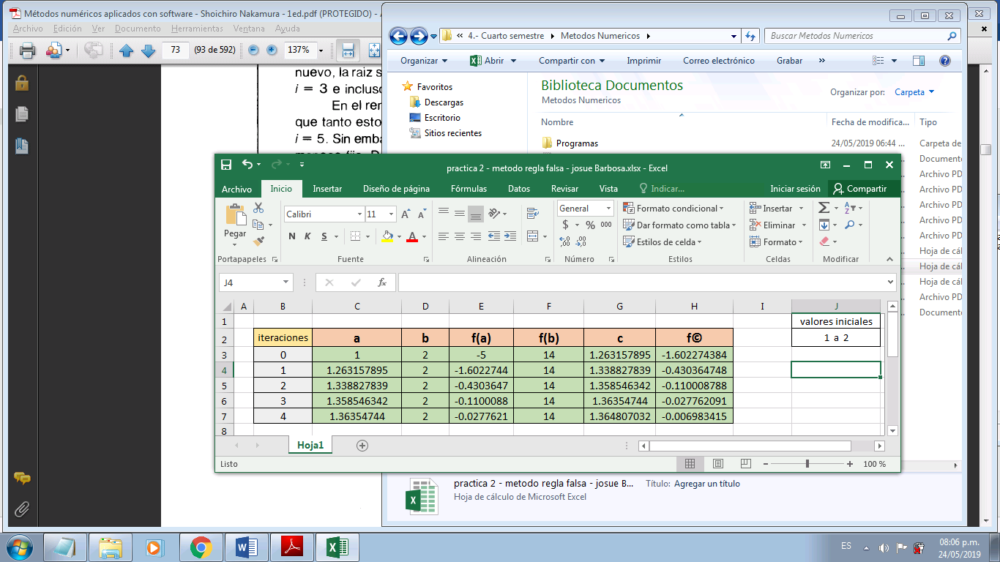 Métodos numéricos aplicados con software - Shoichiro Nakamura - 1ed.pdf (PROTEGIDO) - A
Archivo Edición Ver Documento Herramientas Ventana Ayuda
73 (93 de 592) 137%
nuevo, la raiz s
i = 3 e incluso
En el ren
que tanto esto
i = 5. Sin emba
« 4.- Cuarto semestre Metodos Numericos
Buscar Metodos Numericos
Organizar Abrir Compartir con Imprimir Correo electrónico Grabar »
Favoritos
Descargas
Escritorio
Sitios recientes
Biblioteca Documentos
Metodos Numericos
Organizar por: Carpeta
Nombre Fecha de modifica... Tipo
Programas 24/05/2019 06:44 ... Carpeta de
Documento
Archivo PD
Archivo PD
Archivo PD
Archivo PD
Archivo PD
Hoja de cál
Hoja de cál
Hoja de cál
Archivo PD
Documento
practica 2 - metodo regla falsa - josue Barbosa.xlsx - Excel
Archivo Inicio Insertar Diseño de página Fórmulas Datos Revisar Vista Indicar... Iniciar sesión Compartir
Pegar
Calibri 11
N K S
General
$ % 000
Formato condicional
Dar formato como tabla
Estilos de celda
Insertar
Eliminar
Formato
Portapapeles Fuente Alineación Número Estilos Celdas Modificar
J4 fx
A B C D E F G H I J
1 valores iniciales
2 iteraciones a b f(a) f(b) c f© 1 a 2
3 0 1 2 -5 14 1.263157895 -1.602274384
4 1 1.263157895 2 -1.6022744 14 1.338827839 -0.430364748
5 2 1.338827839 2 -0.4303647 14 1.358546342 -0.110008788
6 3 1.358546342 2 -0.1100088 14 1.36354744 -0.027762091
7 4 1.36354744 2 -0.0277621 14 1.364807032 -0.006983415
8
Hoja1
Listo 100 %
practica 2 - metodo regla falsa - josue B... Título: Agregar un título
Hoja de cálculo de Microsoft Excel
ES 08:06 p.m.
24/05/2019